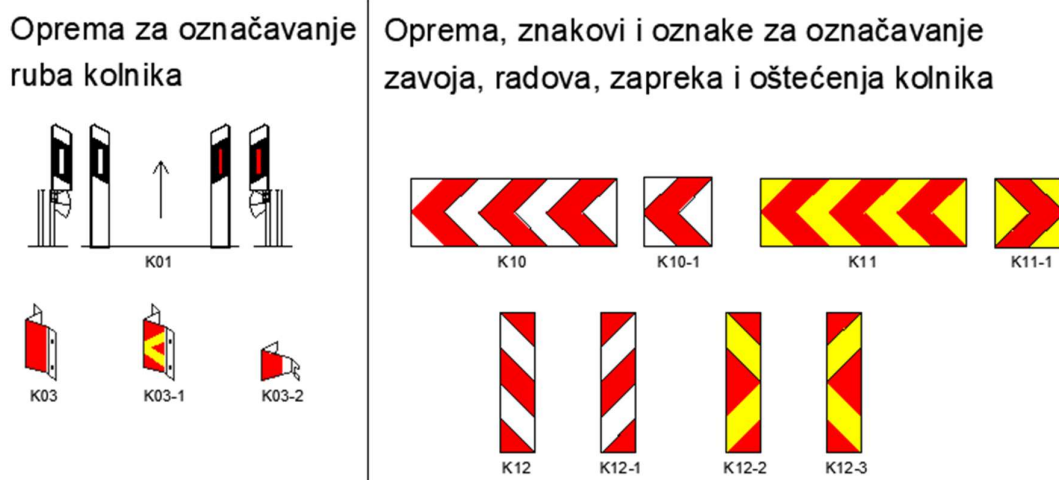 Oprema za označavanje
ruba kolnika
K01
K03
K03-1
K03-2
Oprema, znakovi i oznake za označavanje
zavoja, radova, zapreka i oštećenja kolnika
K10
K10-1
K11
K11-1
K12
K12-1
K12-2
K12-3